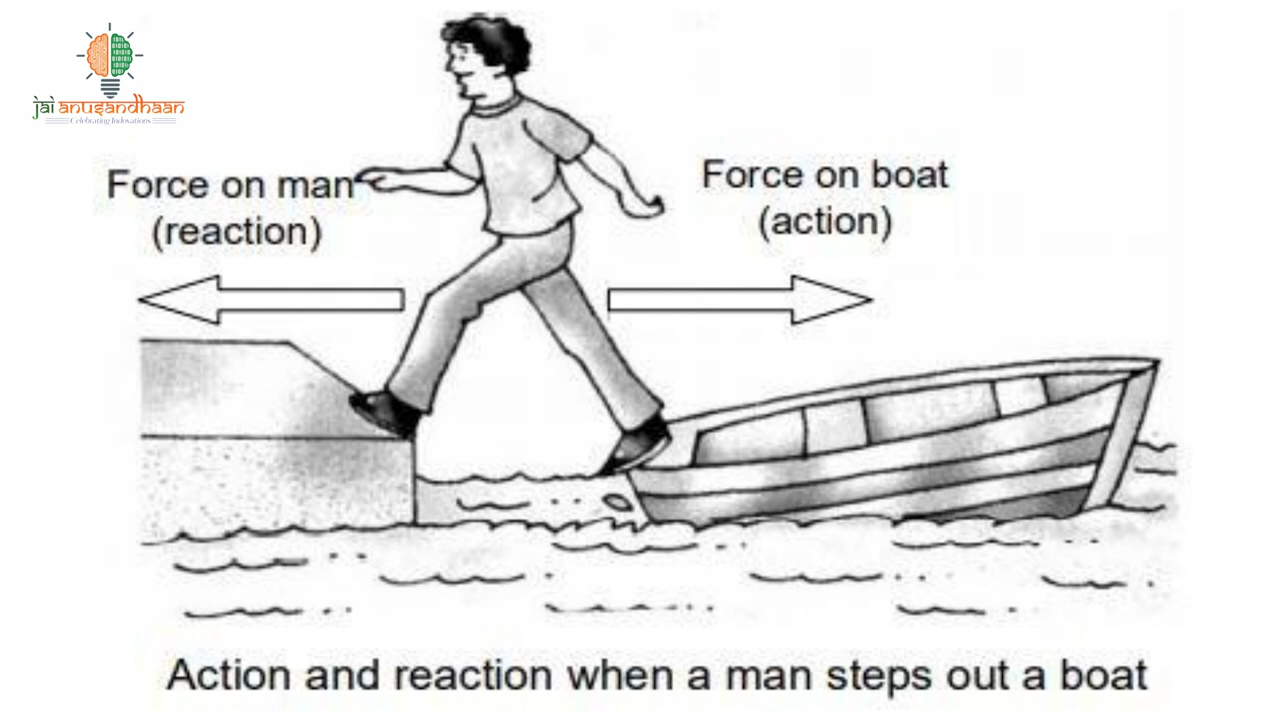 jai anusandhaan
Celebrating Indovations
Force on man
(reaction)
Force on boat
(action)
Action and reaction when a man steps out a boat